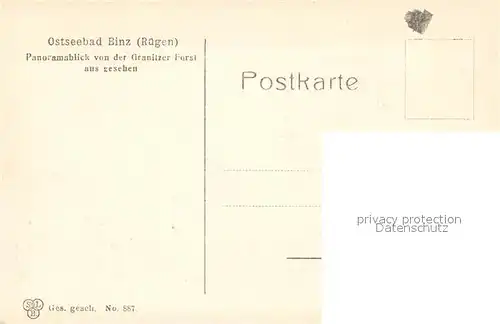 Ostseebad Binz (Rügen)
Panoramablick von der Granitzer Forst
aus gesehen
Postkarte
privacy protection
Datenschutz
Ges. gesch. No. 887.